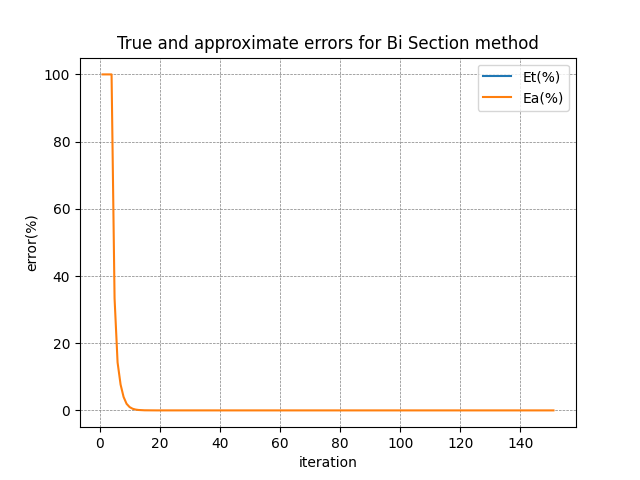 True and approximate errors for Bi Section method
Et(%)
Ea(%)
100
80
60
40
20
0
error(%)
0 20 40 60 80 100 120 140
iteration